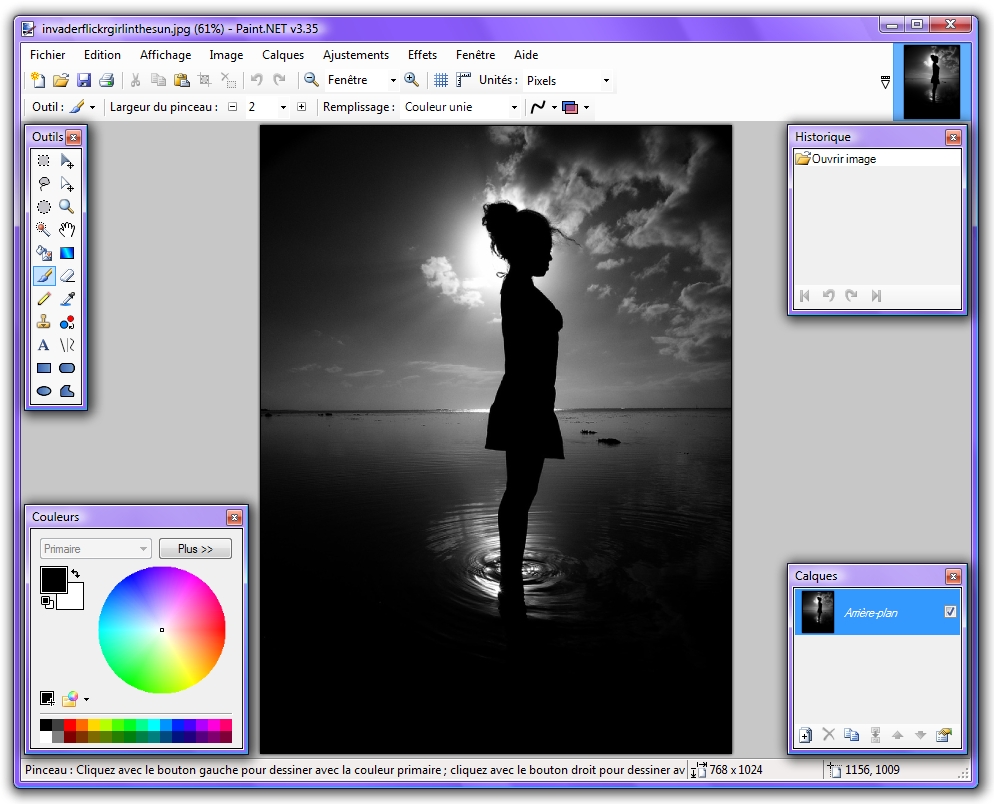 invaderflickrgirlinthesun.jpg (61%) - Paint.NET v3.35
Fichier Edition Affichage Image Calques Ajustements Effets Fenêtre Aide
Fenêtre Unités : Pixels
Outil : Largeur du pinceau : 2 Remplissage : Couleur unie
Outils
Historique
Ouvrir image
A
Couleurs
Primaire Plus >>
Calques
Arrière-plan
Pinceau : Cliquez avec le bouton gauche pour dessiner avec la couleur primaire ; cliquez avec le bouton droit pour dessiner av 768 x 1024 1156, 1009